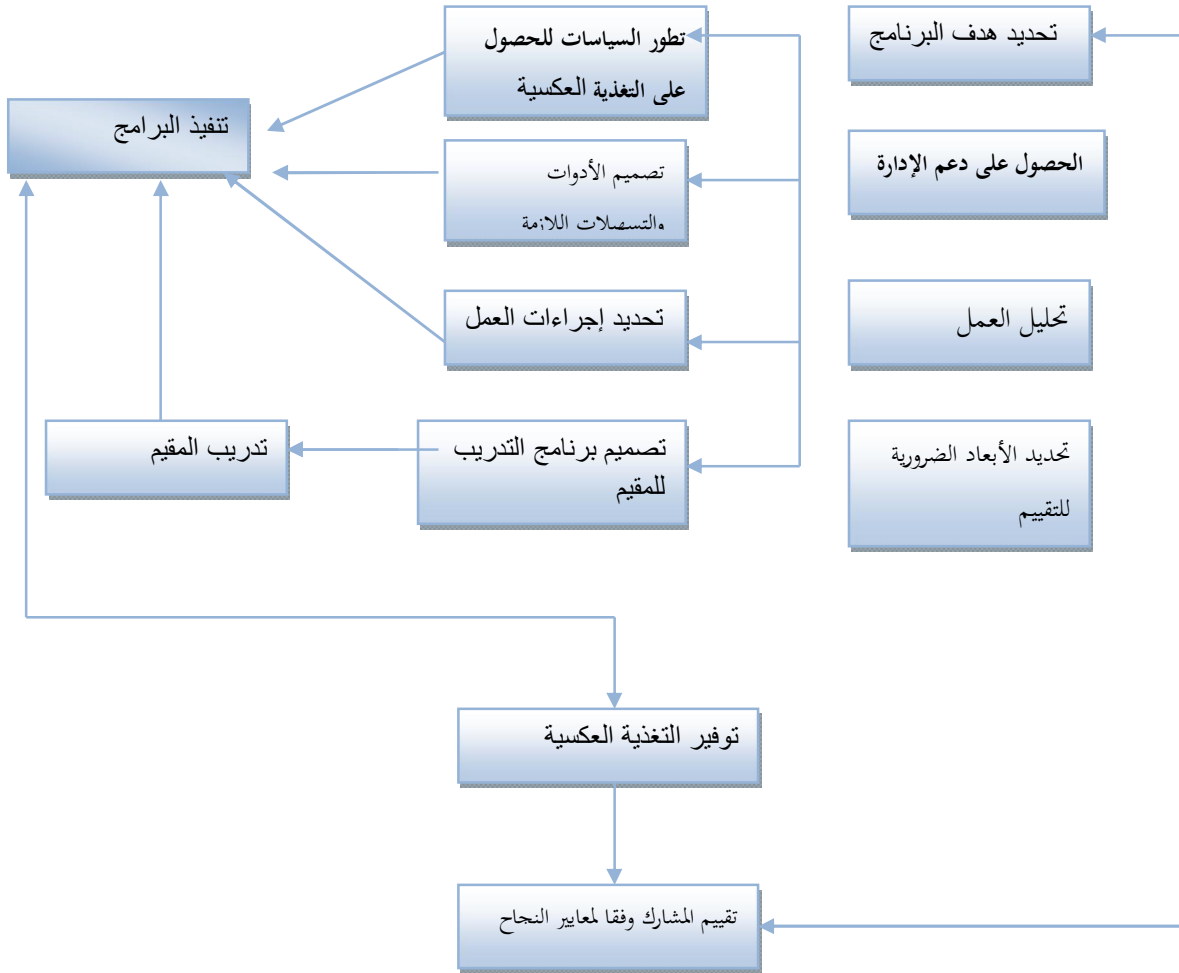 تحديد هدف البرنامج
الحصول على دعم الإدارة
تحليل العمل
تحديد الأبعاد الضرورية
للتقييم
تطور السياسات للحصول
على التغذية العكسية
تصميم الأدوات
والتسهيلات اللازمة
تحديد إجراءات العمل
تصميم برنامج التدريب
للمقيم
تدريب المقيم
تنفيذ البرامج
توفير التغذية العكسية
تقييم المشارك وفقا لمعايير النجاح